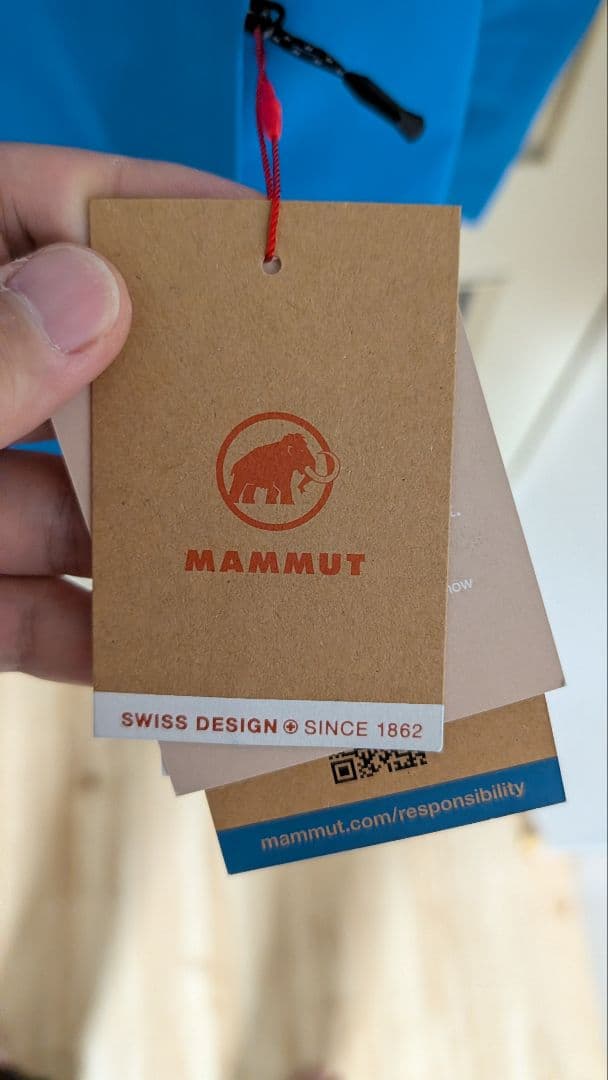 MAMMUT
SWISS DESIGN SINCE 1862
mammut.com/responsibility